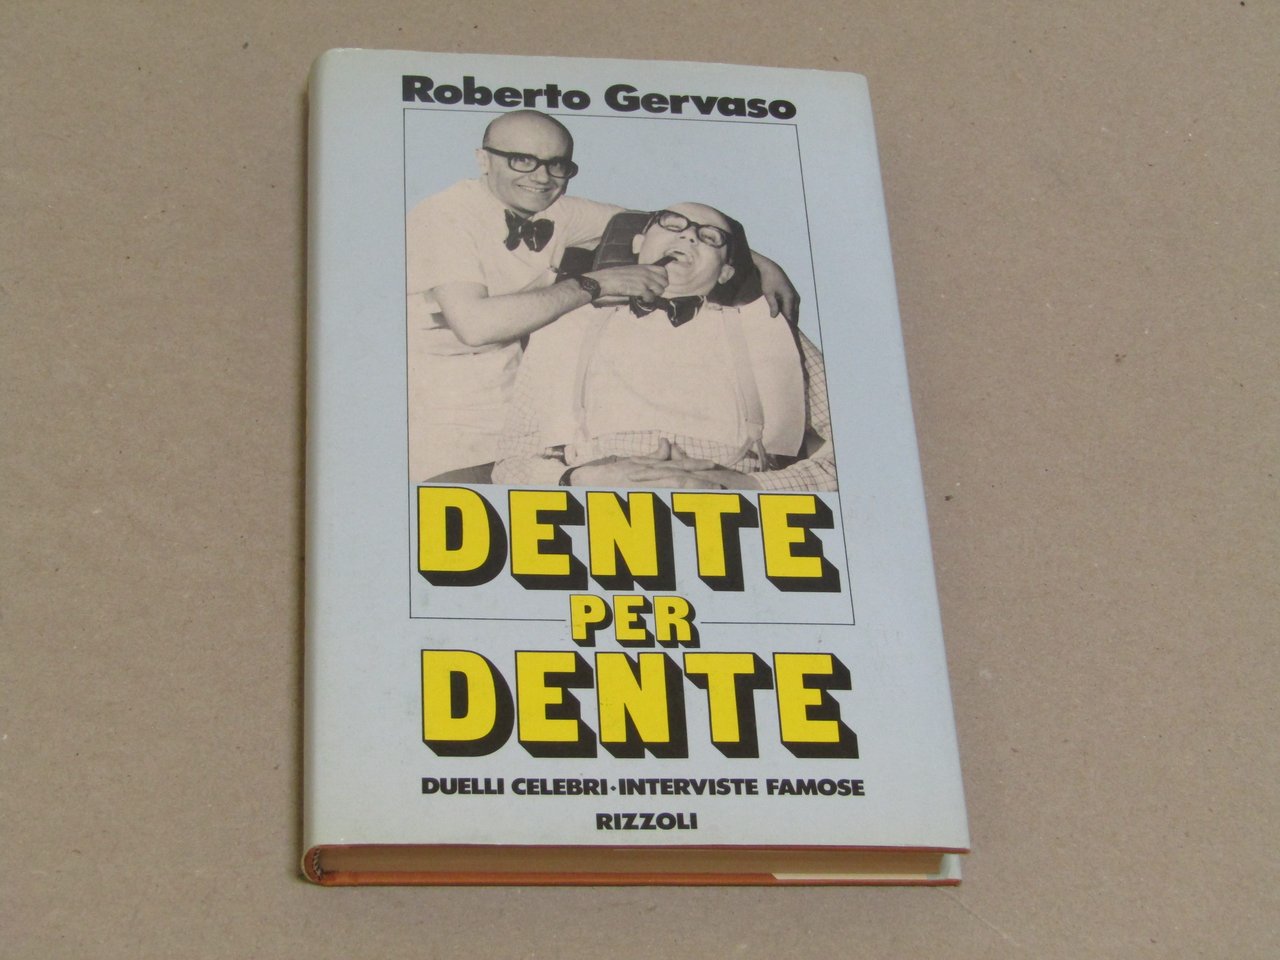 Roberto Gervaso
DENTE
PER
DENTE
DUELLI CELEBRI•INTERVISTE FAMOSE
RIZZOLI